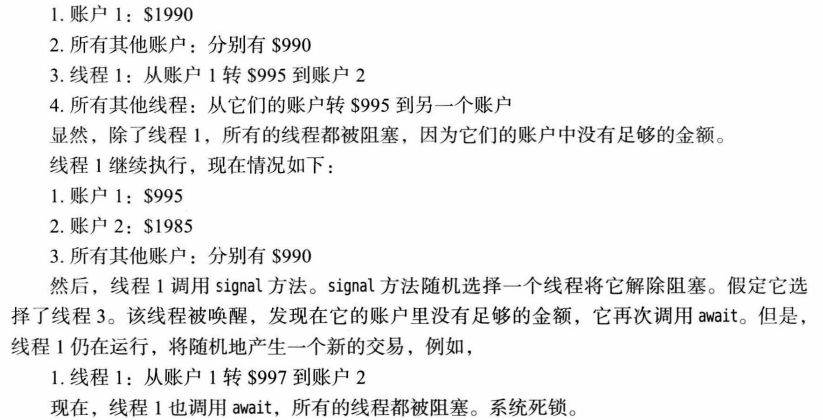 1. 账户 1：$1990
2. 所有其他账户：分别有 $990
3. 线程 1：从账户 1 转 $995 到账户 2
4. 所有其他线程：从它们的账户转 $995 到另一个账户
显然，除了线程 1，所有的线程都被阻塞，因为它们的账户中没有足够的金额。
线程 1 继续执行，现在情况如下：
1. 账户 1：$995
2. 账户 2：$1985
3. 所有其他账户：分别有 $990
然后，线程 1 调用 signal 方法。signal 方法随机选择一个线程将它解除阻塞。假定它选
择了线程 3。该线程被唤醒，发现在它的账户里没有足够的金额，它再次调用 await。但是，
线程 1 仍在运行，将随机地产生一个新的交易，例如，
1. 线程 1：从账户 1 转 $997 到账户 2
现在，线程 1 也调用 await，所有的线程都被阻塞。系统死锁。